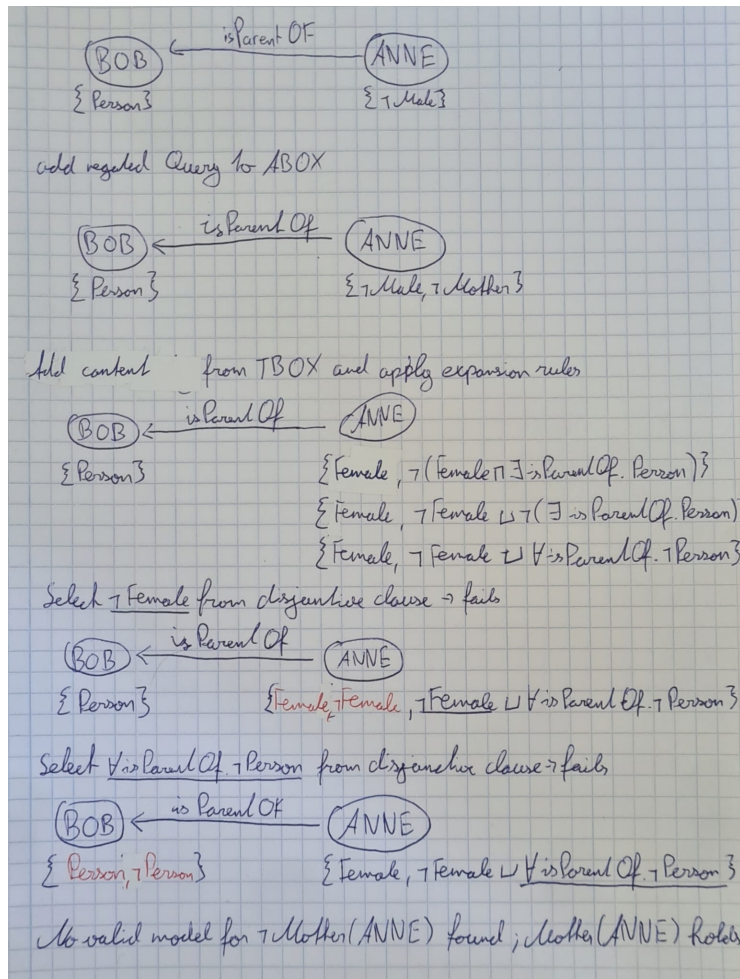 isParent OF
BOB ANNE
{Person} {¬Male}
add negated Query to ABOX
isParent Of
BOB ANNE
{Person} {¬Male, ¬Mother}
Add content from TBOX and apply expansion rules
isParent Of
BOB ANNE
{Person} {Female, ¬(Female ⊓ ∃isParentOf. Person)}
{Female, ¬Female ⊔ ¬(∃isParentOf.Person)
{Female, ¬Female ⊔ ∀isParentOf.¬Person}
Select ¬Female from disjunctive clause → fails
is Parent Of
BOB ANNE
{Person} {Female, ¬Female, ¬Female ⊔ ∀isParent Of.¬Person}
Select ∀isParent Of.¬Person from disjunctive clause → fails
is Parent OF
BOB ANNE
{Person, ¬Person} {Female, ¬Female ⊔ ∀isParent Of.¬Person}
No valid model for ¬Mother(ANNE) found; Mother(ANNE) holds